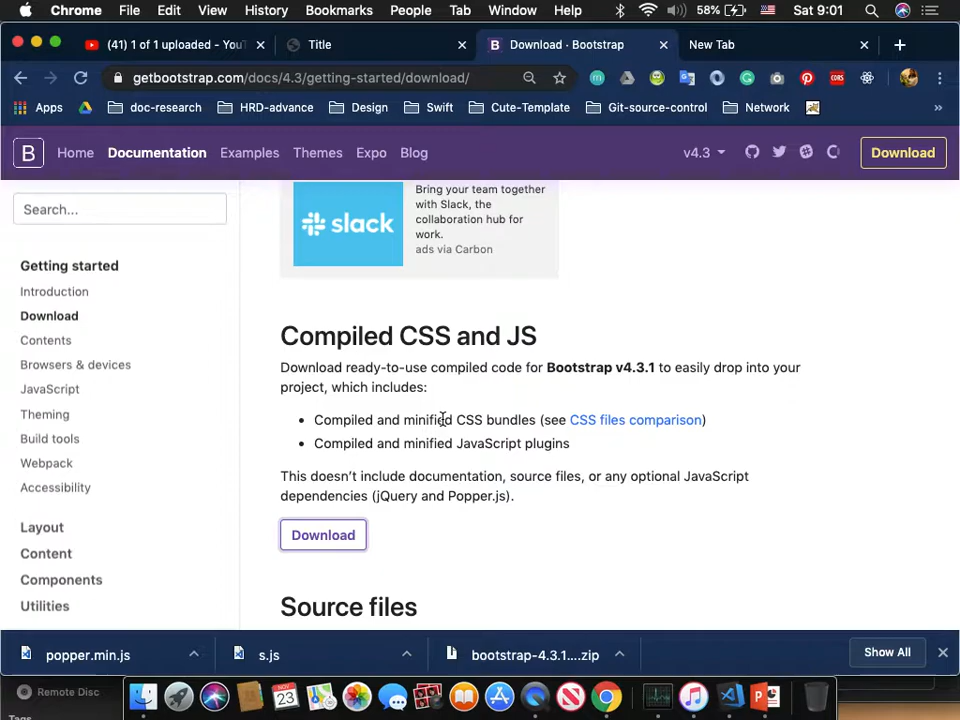 Chrome File Edit View History Bookmarks People Tab Window Help 58% Sat 9:01
(41) 1 of 1 uploaded - You Title Download · Bootstrap New Tab
getbootstrap.com/docs/4.3/getting-started/download/
Apps doc-research HRD-advance Design Swift Cute-Template Git-source-control Network »
B Home Documentation Examples Themes Expo Blog v4.3 Download
Search...
Getting started
Introduction
Download
Contents
Browsers & devices
JavaScript
Theming
Build tools
Webpack
Accessibility
Layout
Content
Components
Utilities
slack
Bring your team together
with Slack, the
collaboration hub for
work.
ads via Carbon
Compiled CSS and JS
Download ready-to-use compiled code for Bootstrap v4.3.1 to easily drop into your
project, which includes:
• Compiled and minified CSS bundles (see CSS files comparison)
• Compiled and minified JavaScript plugins
This doesn’t include documentation, source files, or any optional JavaScript
dependencies (jQuery and Popper.js).
Download
Source files
popper.min.js s.js bootstrap-4.3.1....zip Show All
Remote Disc
Tags
NOV
23